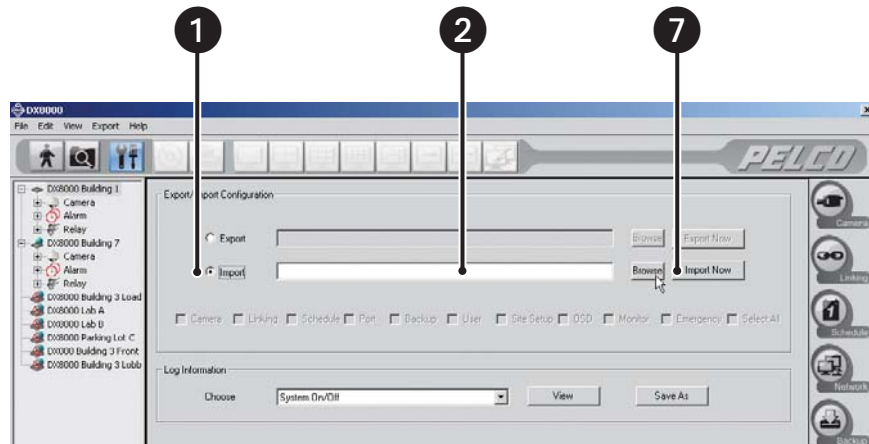 1 2 7
DX8000
File Edit View Export Help
PELCO
DX8000 Building 1
Camera
Alarm
Relay
DX8000 Building 7
Camera
Alarm
Relay
DX8000 Building 3 Load
DX8000 Lab A
DX8000 Lab B
DX8000 Parking Lot C
DX000 Building 3 Front
DX8000 Building 3 Lobb
Export/Import Configuration
Export Browse Export Now
Import Browse Import Now
Camera Linking Schedule Port Backup User Site Setup OSD Monitor Emergency Select All
Log Information
Choose System On/Off View Save As
Camera
Linking
1
Schedule
Network
Backup